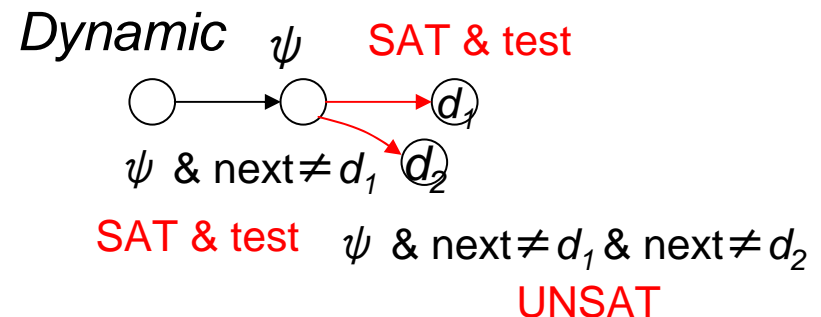 Dynamic ψ SAT & test
d₁
ψ & next≠d₁ d₂
SAT & test ψ & next≠d₁ & next≠d₂
UNSAT